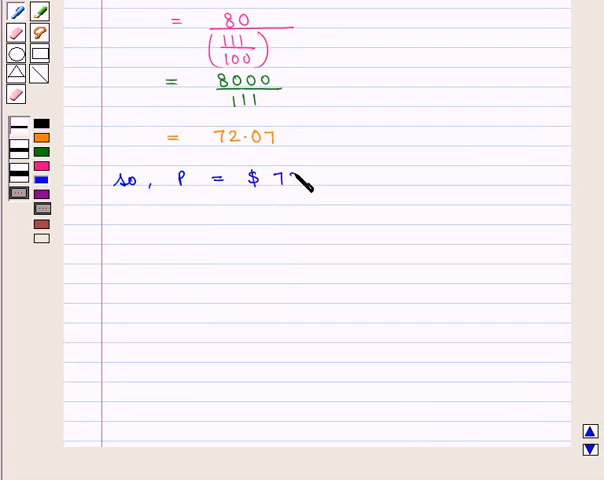 = 80 / (111/100)
= 8000 / 111
= 72.07
so, P = $ 7